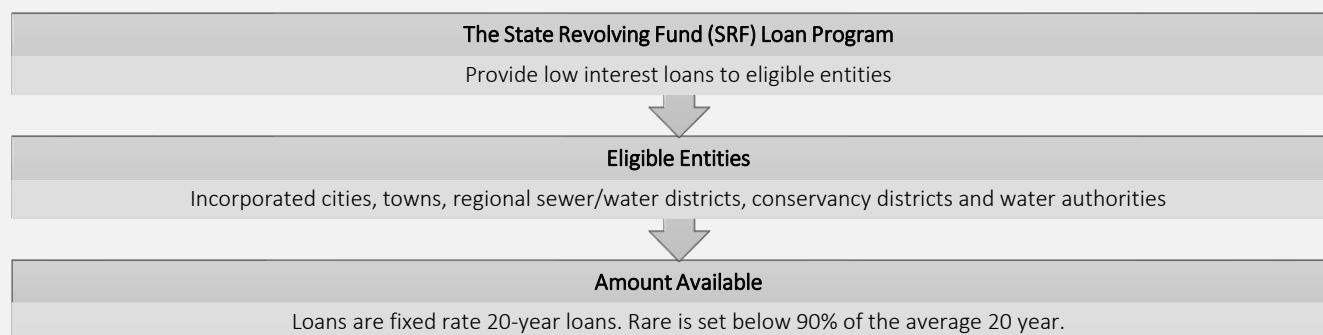 The State Revolving Fund (SRF) Loan Program
Provide low interest loans to eligible entities
Eligible Entities
Incorporated cities, towns, regional sewer/water districts, conservancy districts and water authorities
Amount Available
Loans are fixed rate 20-year loans. Rare is set below 90% of the average 20 year.